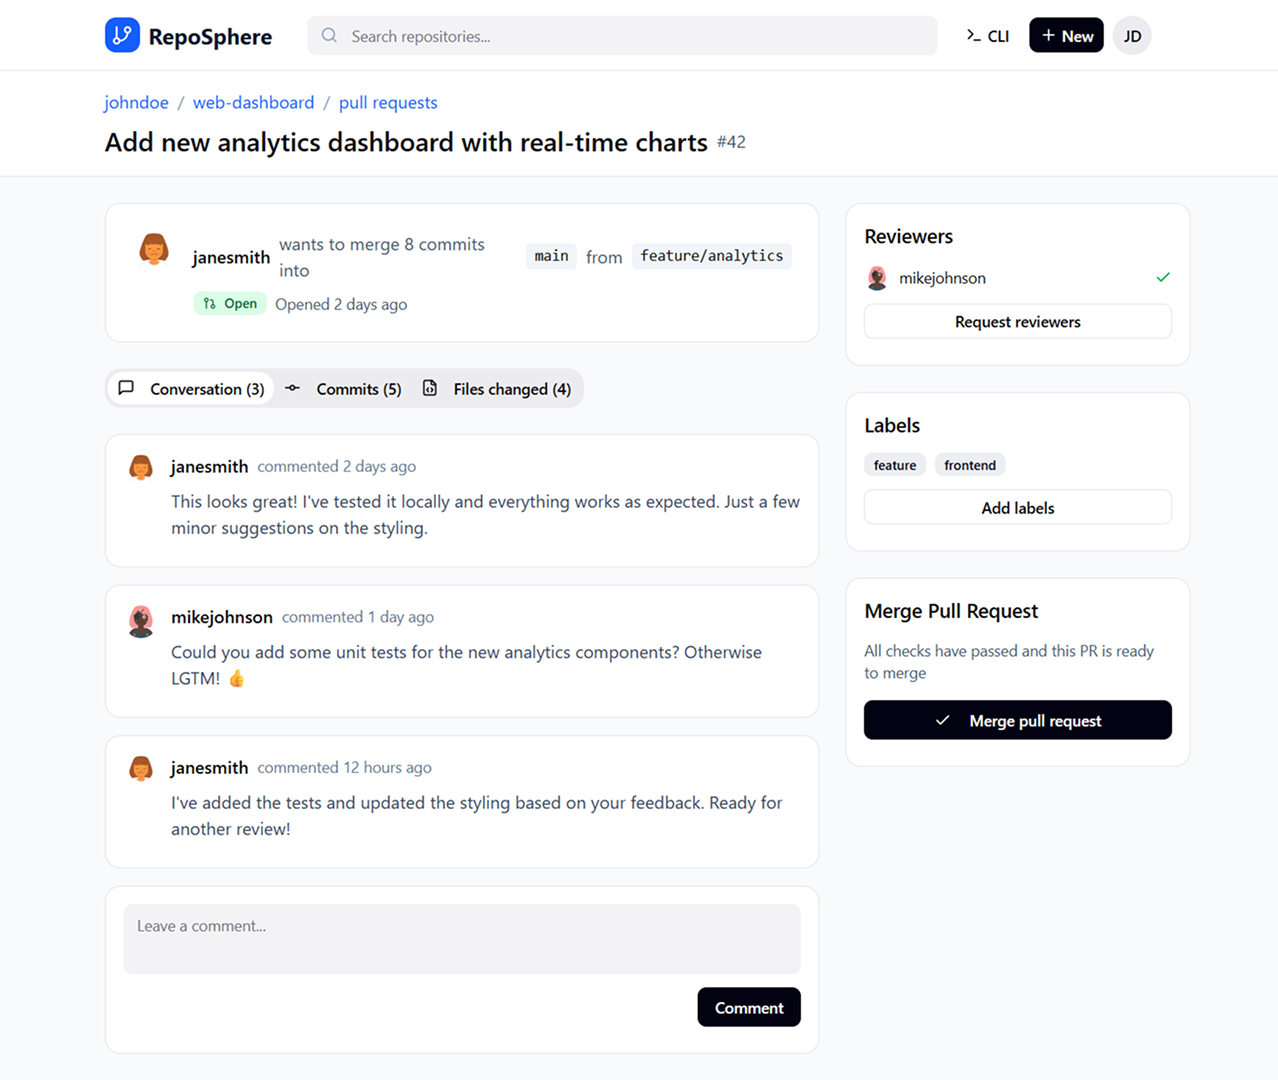 RepoSphere
Search repositories...
CLI
+ New
JD
johndoe / web-dashboard / pull requests
Add new analytics dashboard with real-time charts #42
janesmith wants to merge 8 commits into main from feature/analytics
Open Opened 2 days ago
Conversation (3) Commits (5) Files changed (4)
janesmith commented 2 days ago
This looks great! I've tested it locally and everything works as expected. Just a few
minor suggestions on the styling.
mikejohnson commented 1 day ago
Could you add some unit tests for the new analytics components? Otherwise
LGTM! 👍
janesmith commented 12 hours ago
I've added the tests and updated the styling based on your feedback. Ready for
another review!
Leave a comment...
Comment
Reviewers
mikejohnson
Request reviewers
Labels
feature frontend
Add labels
Merge Pull Request
All checks have passed and this PR is ready
to merge
Merge pull request